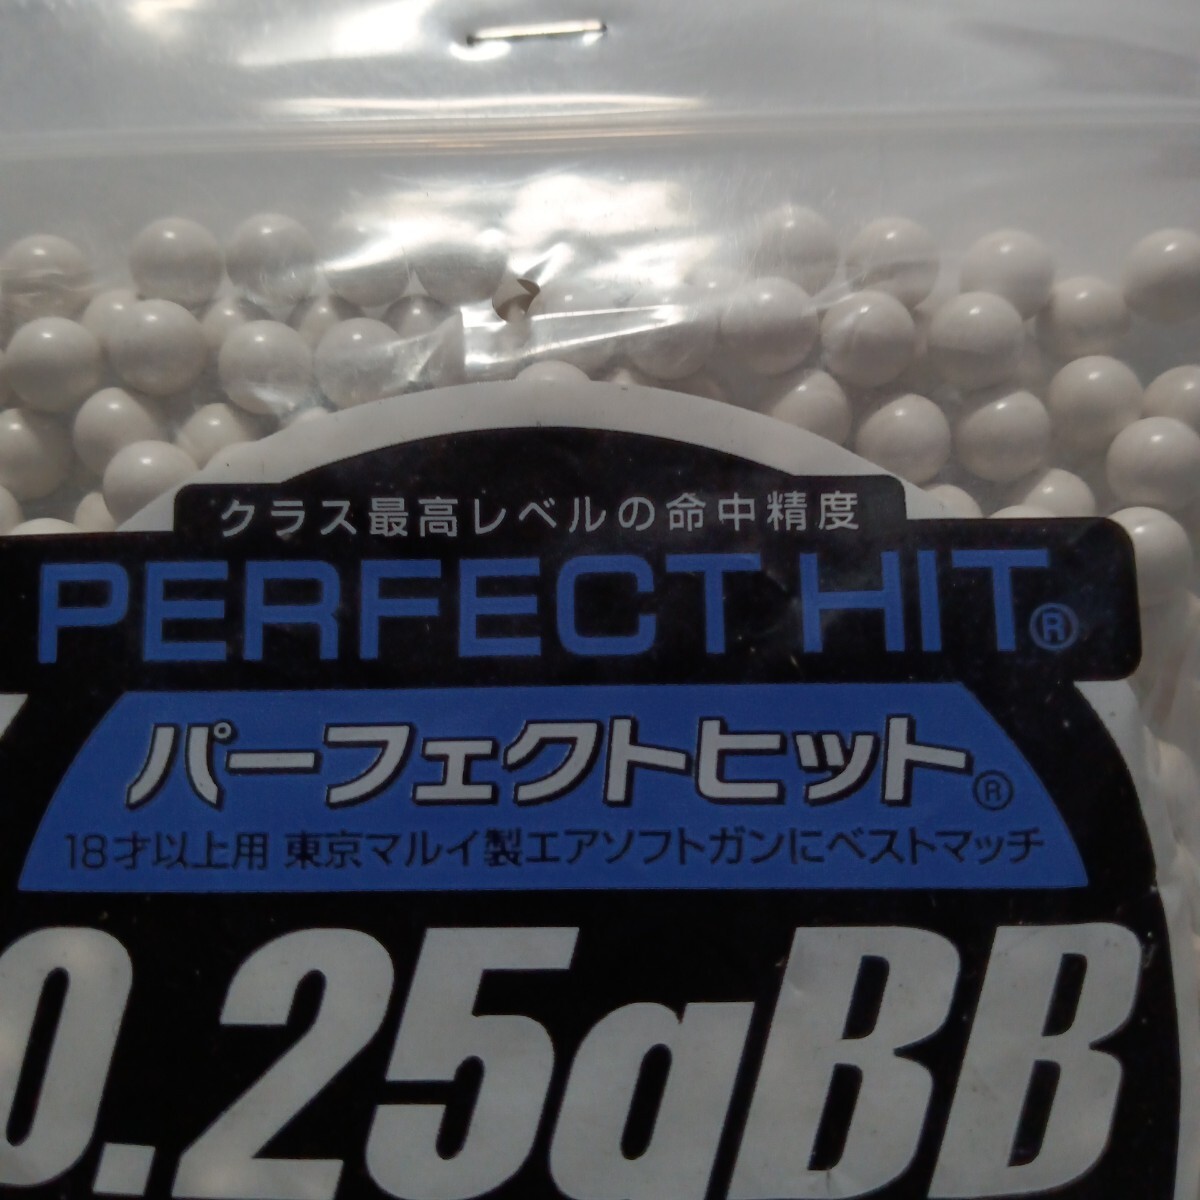 クラス最高レベルの命中精度
PERFECT HIT®
パーフェクトヒット®
18才以上用 東京マルイ製エアソフトガンにベストマッチ
0.25gBB